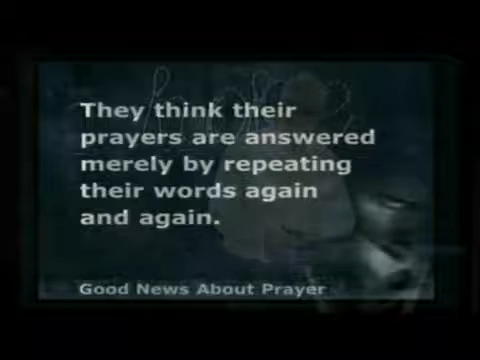 They think their
prayers are answered
merely by repeating
their words again
and again.
Good News About Prayer